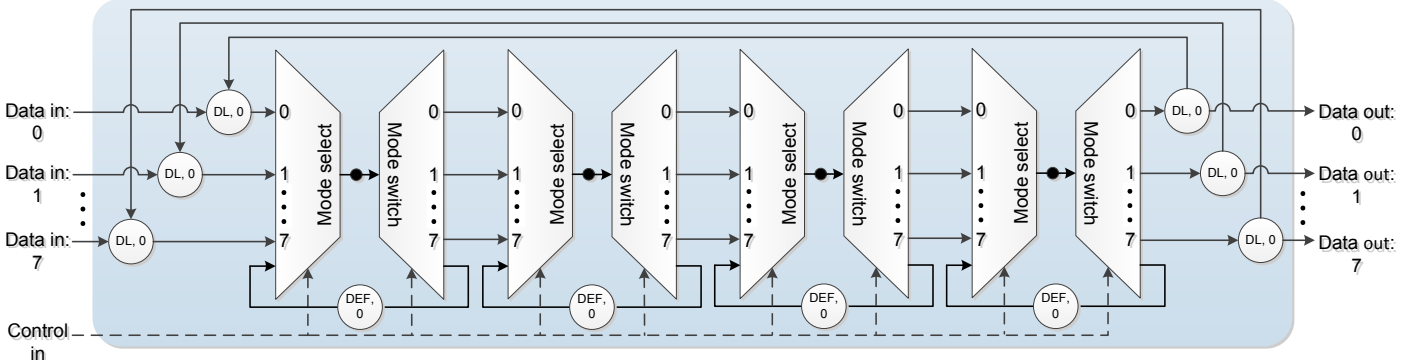 Data in:
0
Data in:
1
Data in:
7
Control
in
DL, 0
DL, 0
DL, 0
0
1
7
Mode select
Mode switch
0
1
7
DEF,
0
0
1
7
Mode select
Mode switch
0
1
7
DEF,
0
0
1
7
Mode select
Mode switch
0
1
7
DEF,
0
0
1
7
Mode select
Mode switch
0
1
7
DEF,
0
DL, 0
DL, 0
DL, 0
Data out:
0
Data out:
1
Data out:
7